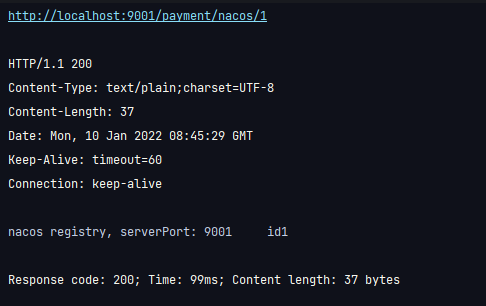 http://localhost:9001/payment/nacos/1
HTTP/1.1 200
Content-Type: text/plain;charset=UTF-8
Content-Length: 37
Date: Mon, 10 Jan 2022 08:45:29 GMT
Keep-Alive: timeout=60
Connection: keep-alive
nacos registry, serverPort: 9001     id1
Response code: 200; Time: 99ms; Content length: 37 bytes